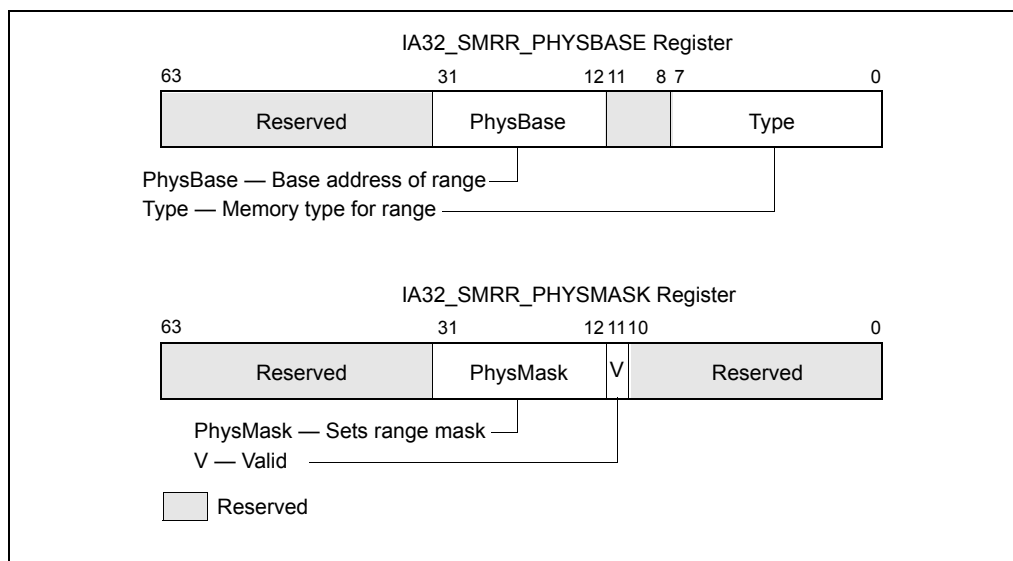 IA32_SMRR_PHYSBASE Register
63 31 12 11 8 7 0
Reserved PhysBase Type
PhysBase — Base address of range
Type — Memory type for range
IA32_SMRR_PHYSMASK Register
63 31 12 11 10 0
Reserved PhysMask V Reserved
PhysMask — Sets range mask
V — Valid
Reserved